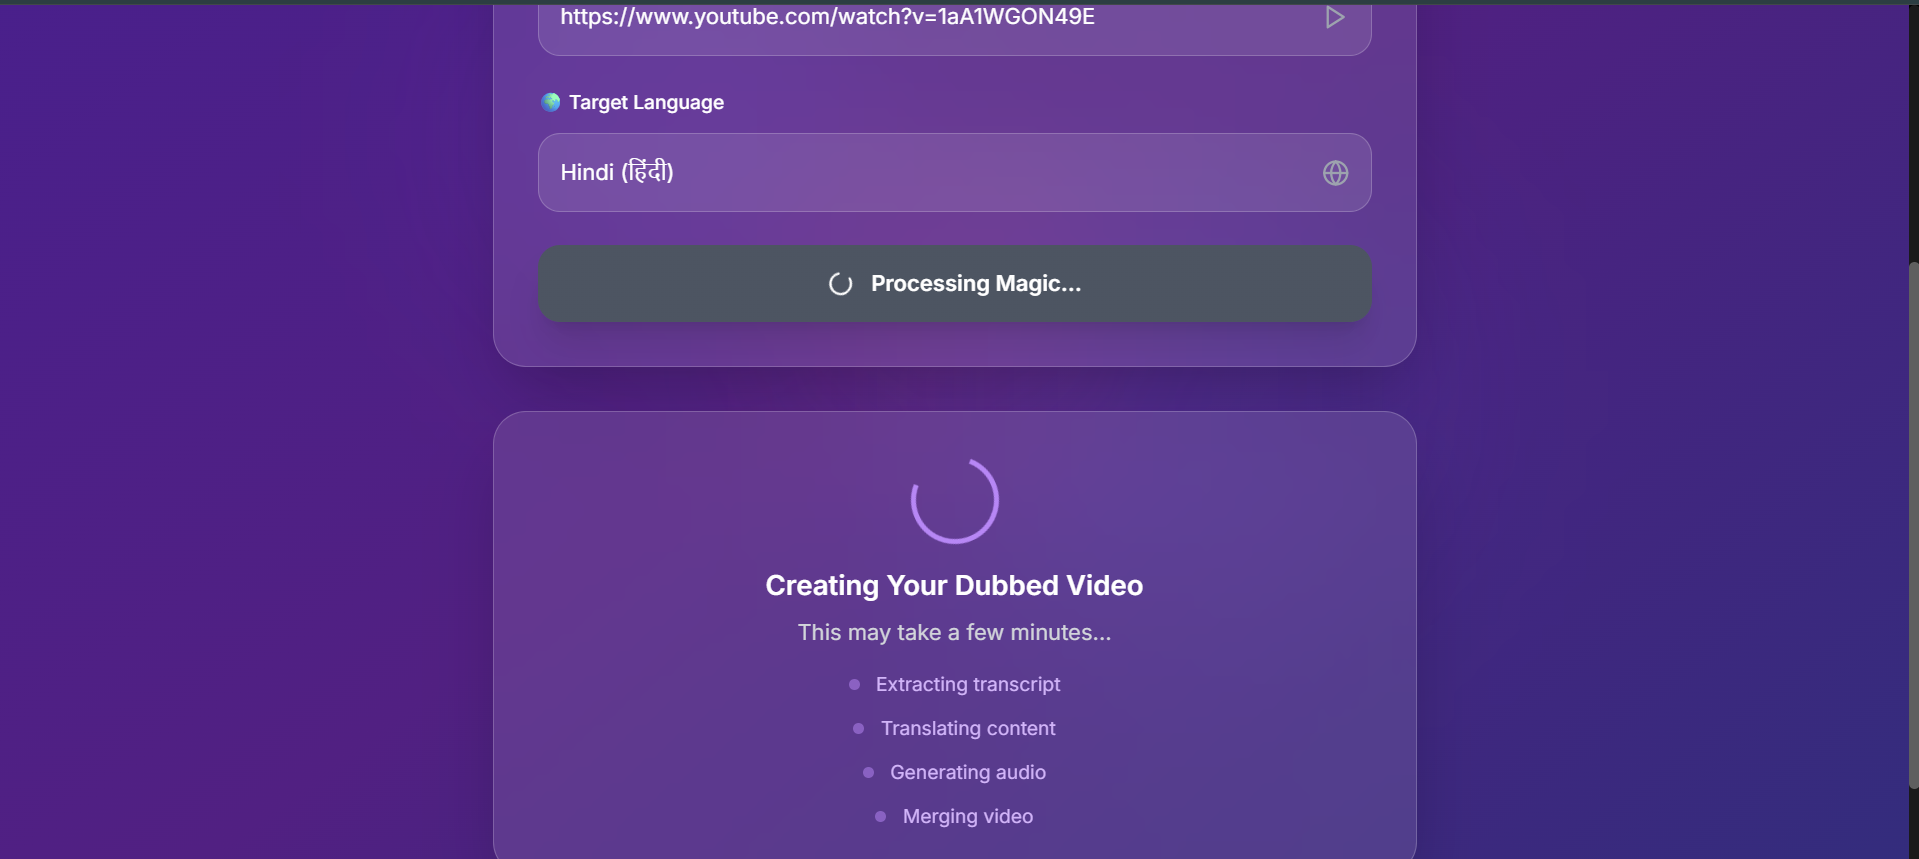 https://www.youtube.com/watch?v=1aA1WGON49E
Target Language
Hindi (हिंदी)
Processing Magic...
Creating Your Dubbed Video
This may take a few minutes...
Extracting transcript
Translating content
Generating audio
Merging video